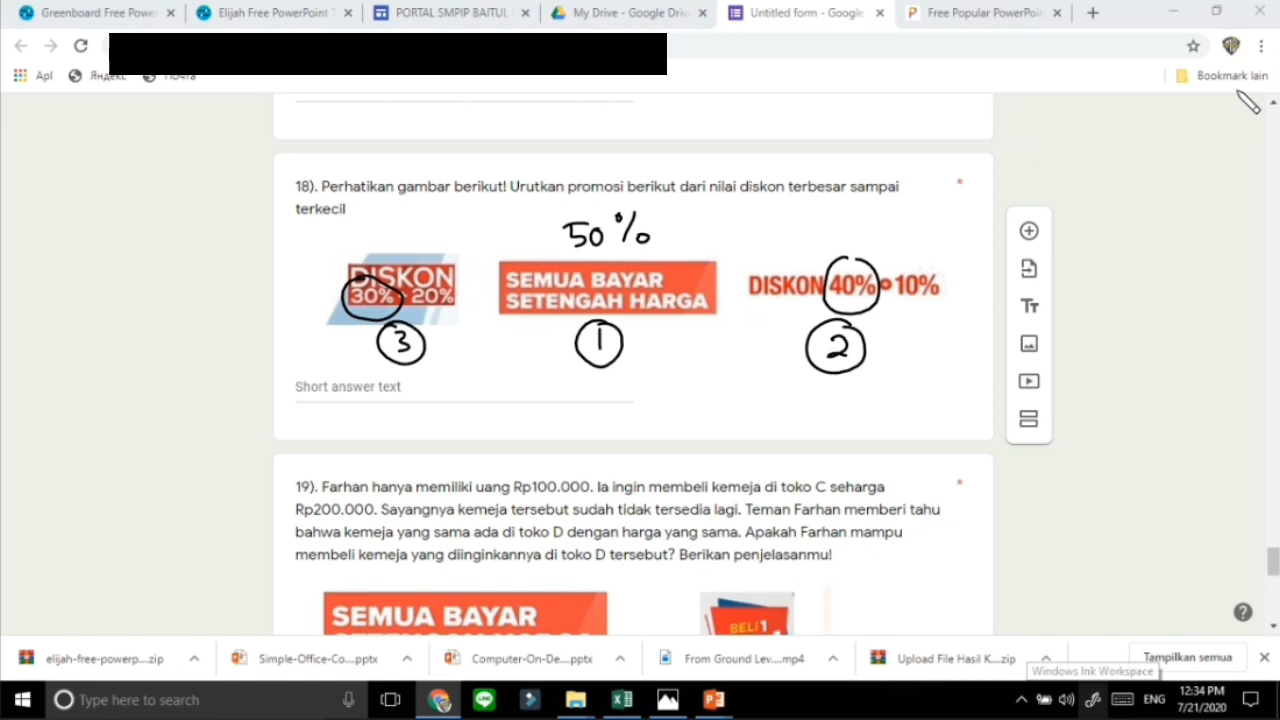 Greenboard Free Power
Elijah Free PowerPoint T
PORTAL SMPIP BAITUL
My Drive - Google Drive
Untitled form - Google
Free Popular PowerPoin
Apl
Яндекс
Почта
Bookmark lain
18). Perhatikan gambar berikut! Urutkan promosi berikut dari nilai diskon terbesar sampai
terkecil
*
50%
DISKON
30% + 20%
SEMUA BAYAR
SETENGAH HARGA
DISKON 40% + 10%
3
1
2
Short answer text
19). Farhan hanya memiliki uang Rp100.000. Ia ingin membeli kemeja di toko C seharga
Rp200.000. Sayangnya kemeja tersebut sudah tidak tersedia lagi. Teman Farhan memberi tahu
bahwa kemeja yang sama ada di toko D dengan harga yang sama. Apakah Farhan mampu
membeli kemeja yang diinginkannya di toko D tersebut? Berikan penjelasanmu!
*
SEMUA BAYAR
BELI 1
elijah-free-powerp....zip
Simple-Office-Co....pptx
Computer-On-De....pptx
From Ground Lev....mp4
Upload File Hasil K....zip
Tampilkan semua
Windows Ink Workspace
Type here to search
ENG
12:34 PM
7/21/2020